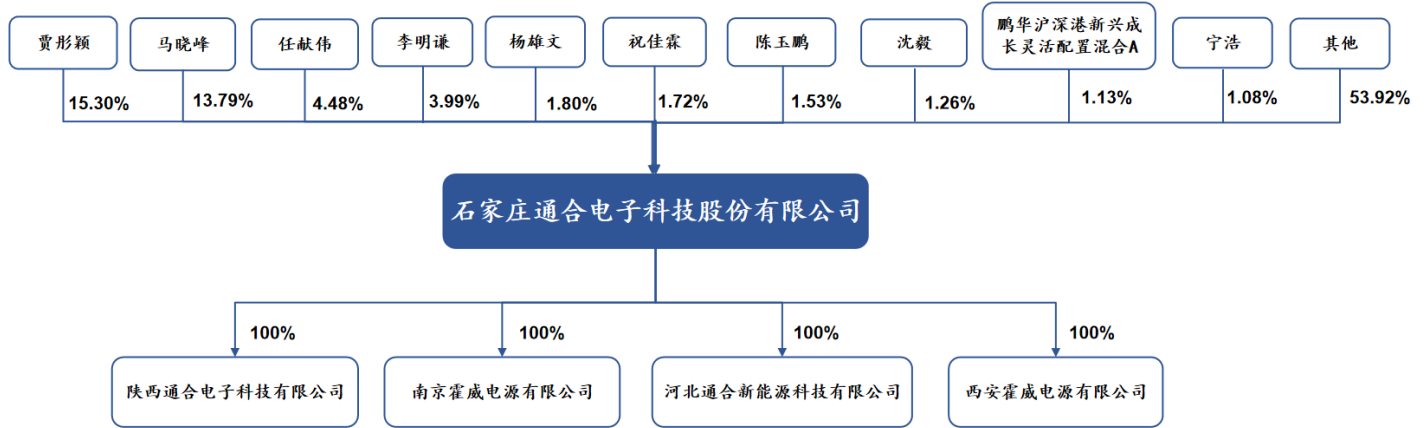 贾彤颖
马晓峰
任献伟
李明谦
杨雄文
祝佳霖
陈玉鹏
沈毅
鹏华沪深港新兴成
长灵活配置混合A
宁浩
其他
15.30%
13.79%
4.48%
3.99%
1.80%
1.72%
1.53%
1.26%
1.13%
1.08%
53.92%
石家庄通合电子科技股份有限公司
100%
100%
100%
100%
陕西通合电子科技有限公司
南京霍威电源有限公司
河北通合新能源科技有限公司
西安霍威电源有限公司